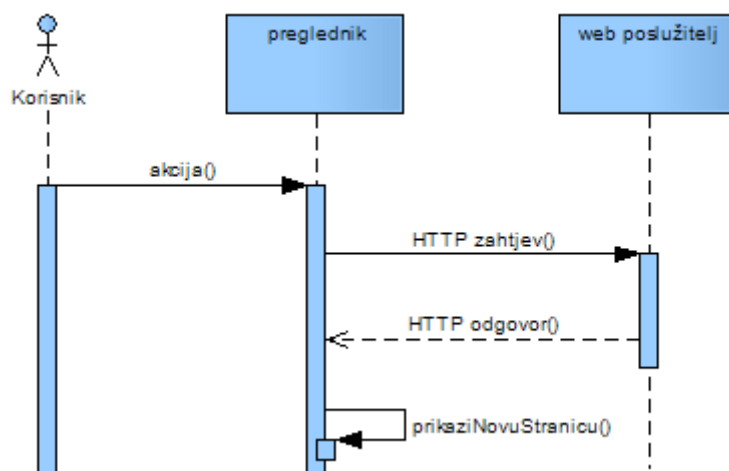 preglednik
web poslužitelj
Korisnik
akcija()
HTTP zahtjev()
HTTP odgovor()
prikaziNovuStranicu()